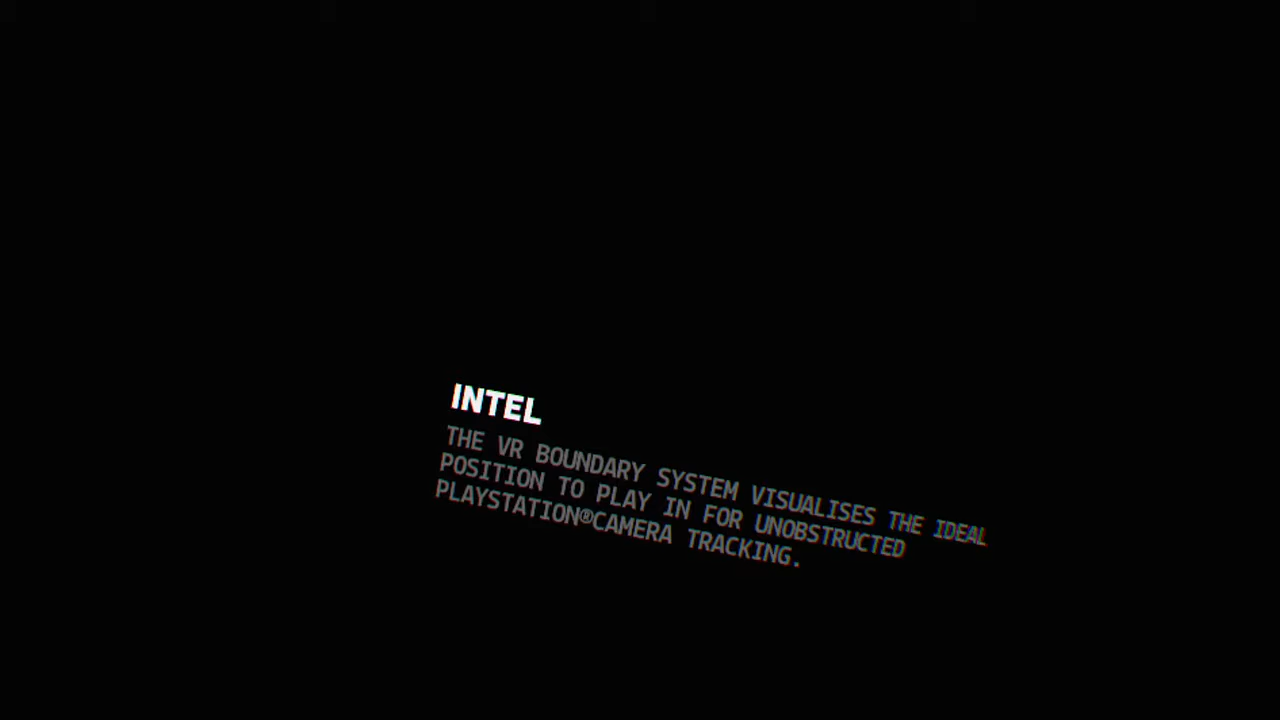 INTEL
THE VR BOUNDARY SYSTEM VISUALISES THE IDEAL
POSITION TO PLAY IN FOR UNOBSTRUCTED
PLAYSTATION®CAMERA TRACKING.